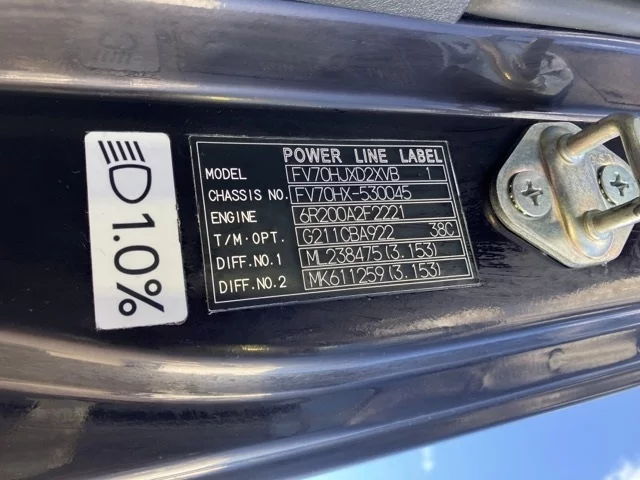 POWER LINE LABEL
MODEL FV70HJXD2XVB 1
CHASSIS NO. FV70HX-530045
ENGINE 6R200A2F2221
T/M·OPT. G211CBA922 38C
DIFF.NO.1 ML238475(3.153)
DIFF.NO.2 MK611259(3.153)
1.0%